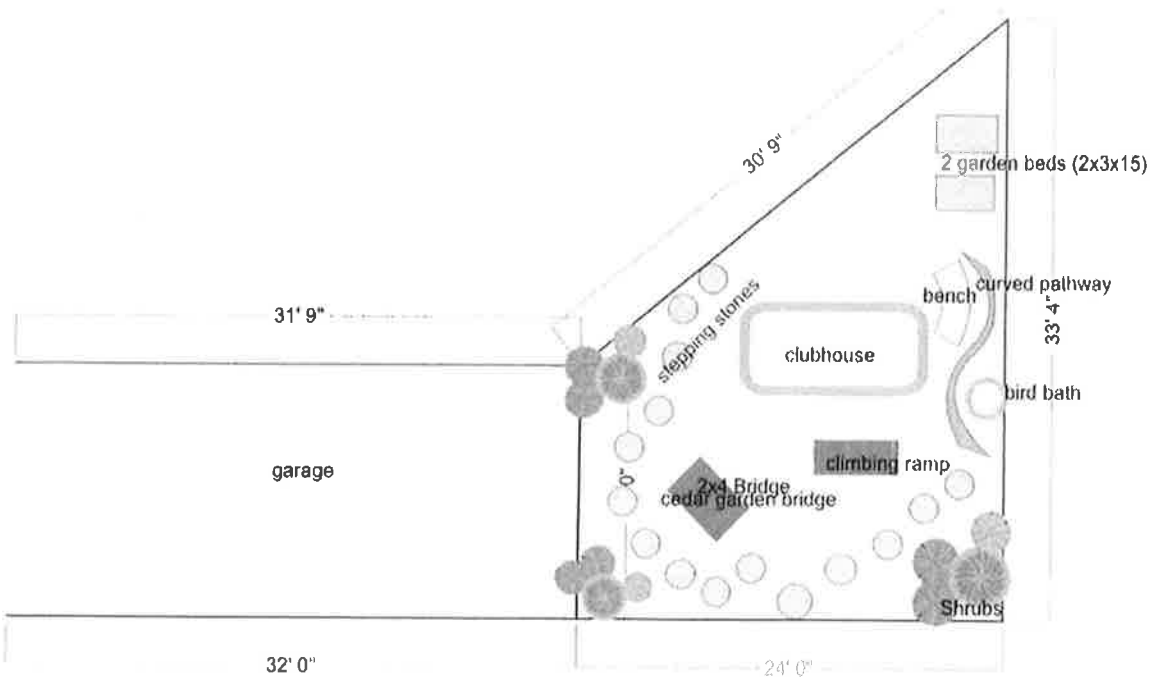 30' 9"
2 garden beds (2x3x15)
31' 9"
stepping stones
bench
curved pathway
33' 4"
clubhouse
bird bath
garage
climbing ramp
0"
2x4 Bridge
cedar garden bridge
Shrubs
32' 0"
24' 0"